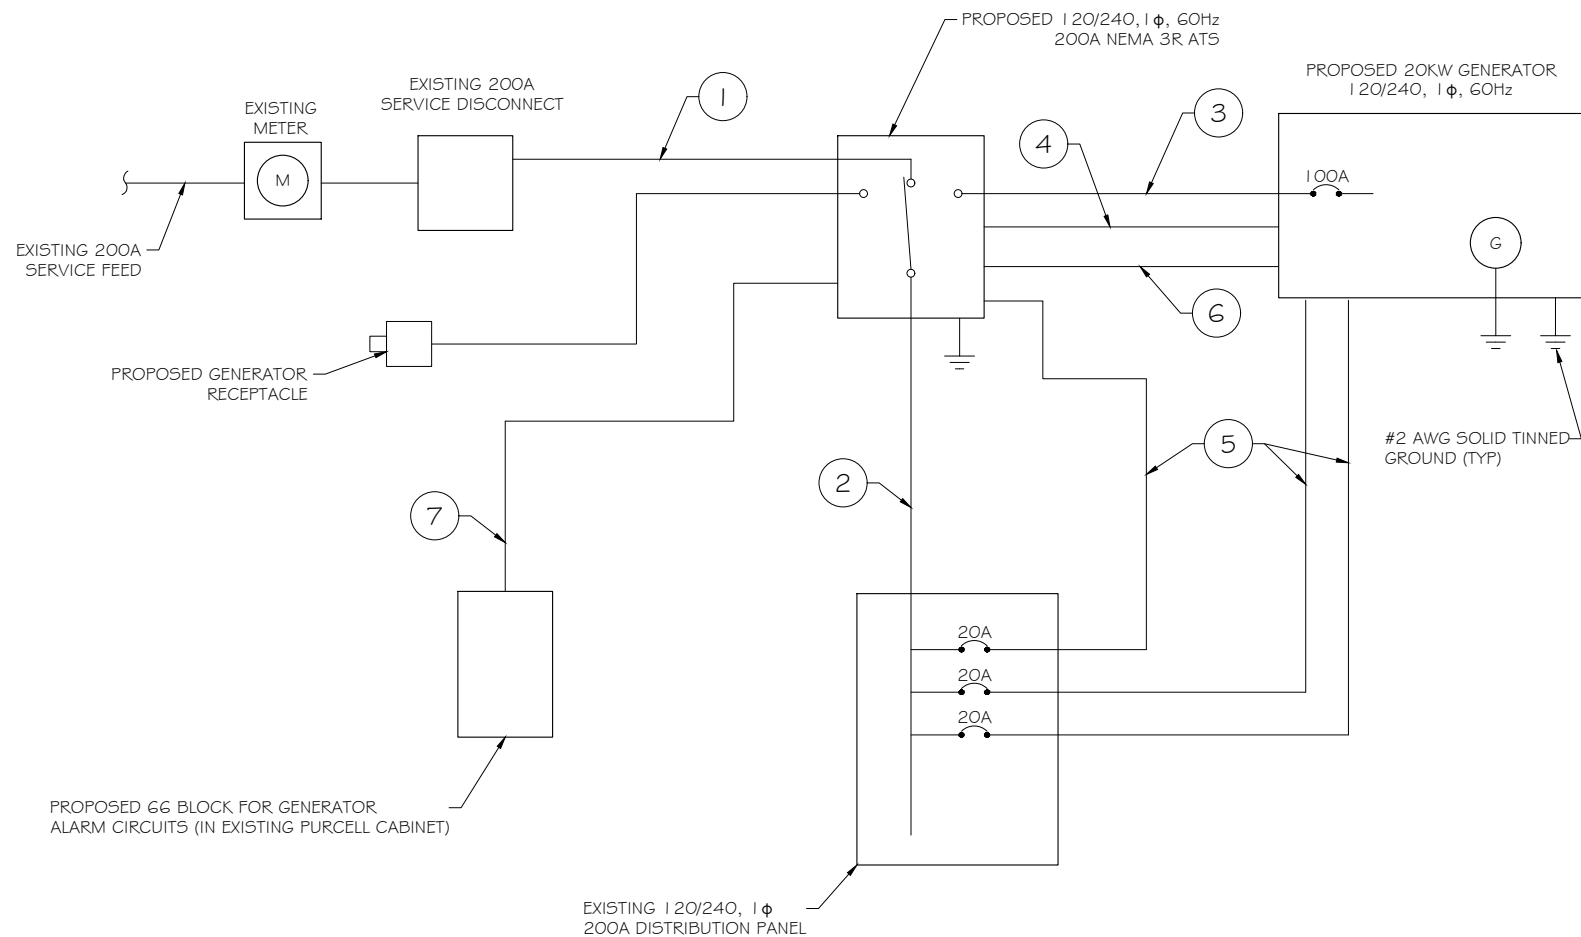 PROPOSED 120/240, 1ϕ, 60Hz
200A NEMA 3R ATS
PROPOSED 20KW GENERATOR
120/240, 1ϕ, 60Hz
EXISTING 200A
SERVICE DISCONNECT
1
EXISTING
METER
3
4
M
100A
G
EXISTING 200A
SERVICE FEED
6
PROPOSED GENERATOR
RECEPTACLE
5
#2 AWG SOLID TINNED
GROUND (TYP)
2
7
20A
20A
20A
PROPOSED 66 BLOCK FOR GENERATOR
ALARM CIRCUITS (IN EXISTING PURCELL CABINET)
EXISTING 120/240, 1ϕ
200A DISTRIBUTION PANEL